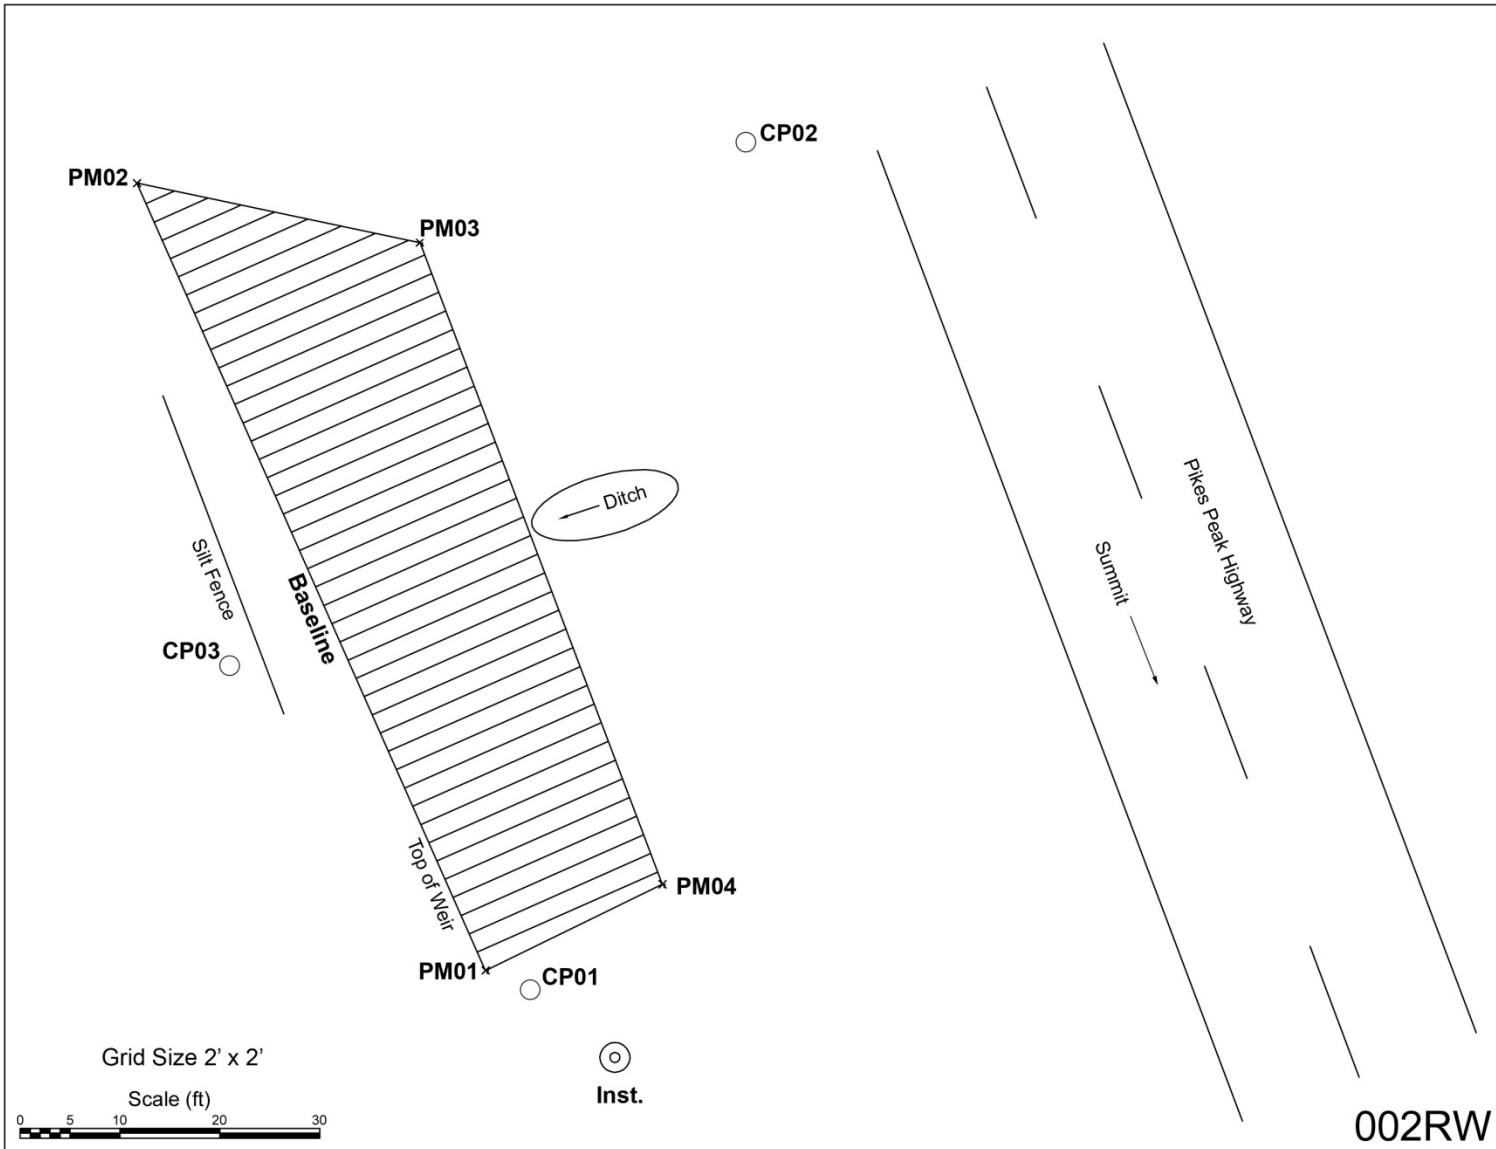 CP02
PM02
PM03
Ditch
Pikes Peak Highway
Summit
Silt Fence
Baseline
CP03
Top of Weir
PM04
PM01
CP01
Grid Size 2’ x 2’
Inst.
Scale (ft)
0 5 10 20 30
002RW